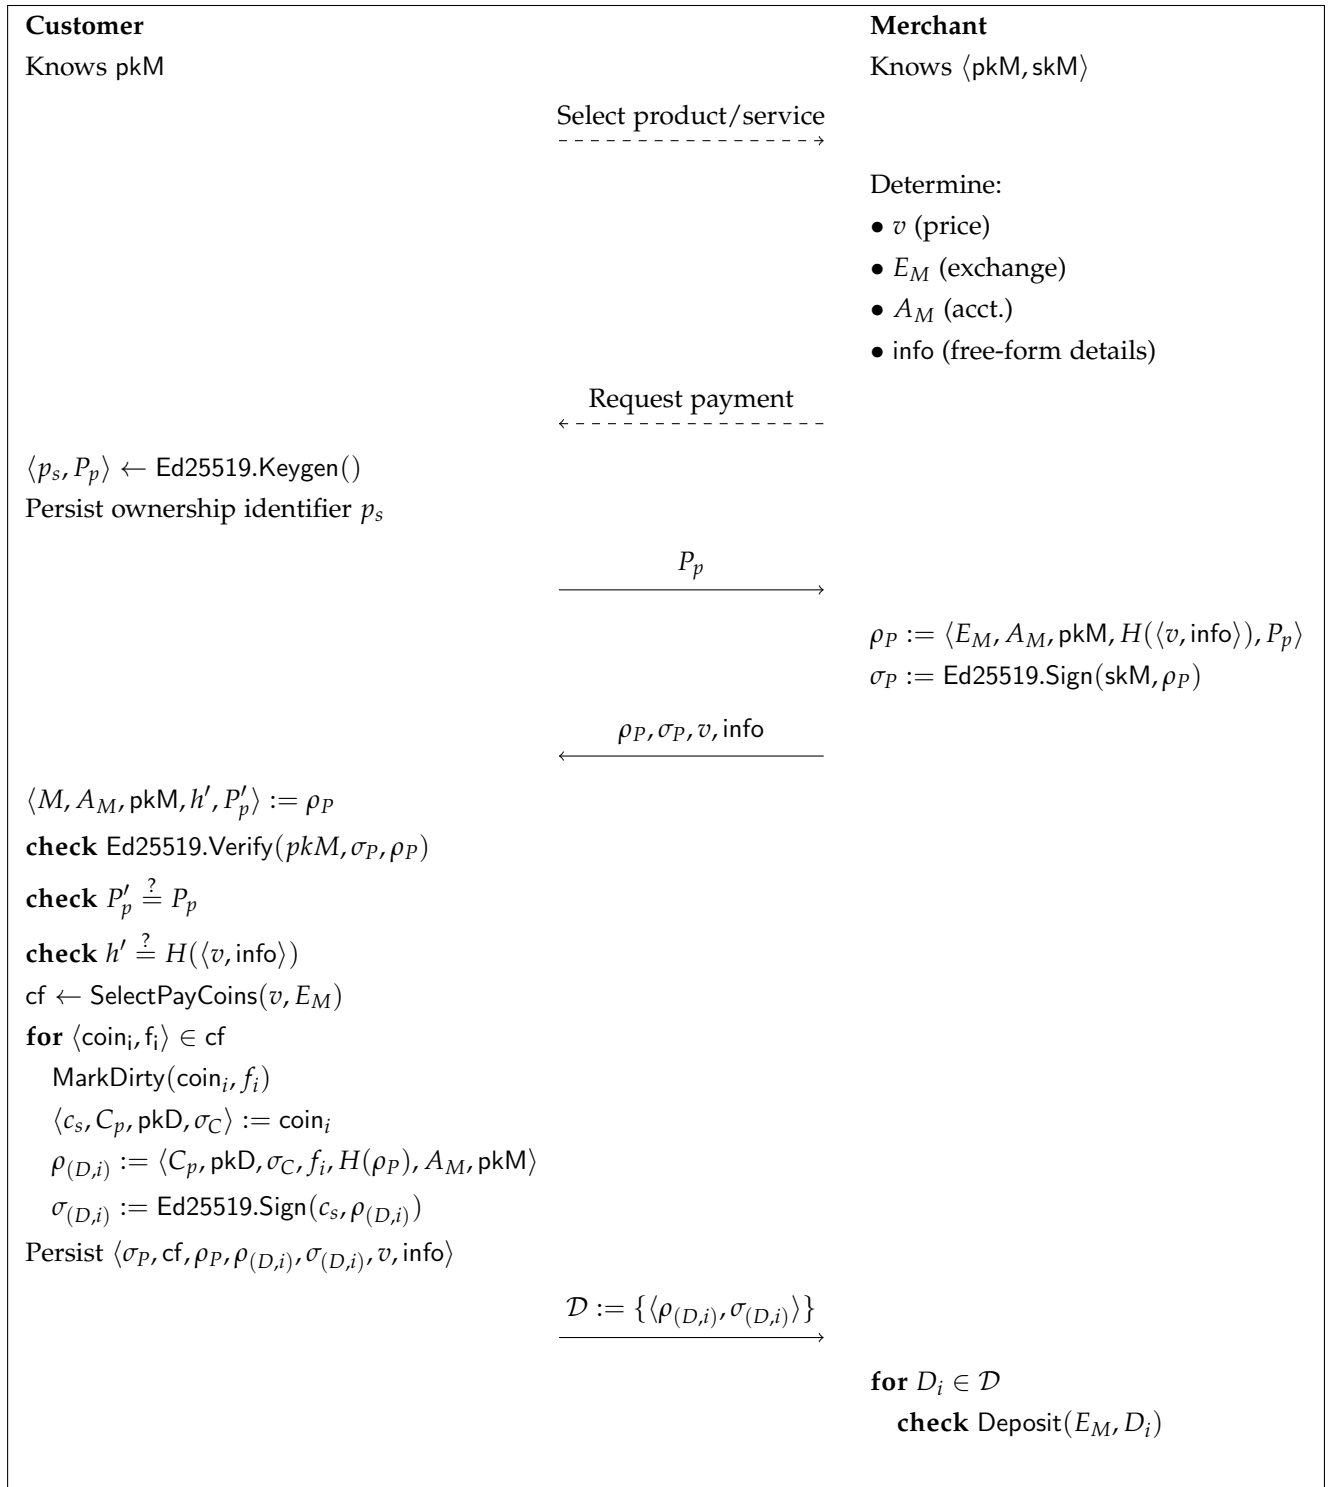 Customer
Merchant
Knows pkM
Knows ⟨pkM, skM⟩
Select product/service
Determine:
• v (price)
• E_M (exchange)
• A_M (acct.)
• info (free-form details)
Request payment
⟨p_s, P_p⟩ ← Ed25519.Keygen()
Persist ownership identifier p_s
P_p
ρ_P := ⟨E_M, A_M, pkM, H(⟨v, info⟩), P_p⟩
σ_P := Ed25519.Sign(skM, ρ_P)
ρ_P, σ_P, v, info
⟨M, A_M, pkM, h′, P′_p⟩ := ρ_P
check Ed25519.Verify(pkM, σ_P, ρ_P)
check P′_p ≟ P_p
check h′ ≟ H(⟨v, info⟩)
cf ← SelectPayCoins(v, E_M)
for ⟨coin_i, f_i⟩ ∈ cf
MarkDirty(coin_i, f_i)
⟨c_s, C_p, pkD, σ_C⟩ := coin_i
ρ_(D,i) := ⟨C_p, pkD, σ_C, f_i, H(ρ_P), A_M, pkM⟩
σ_(D,i) := Ed25519.Sign(c_s, ρ_(D,i))
Persist ⟨σ_P, cf, ρ_P, ρ_(D,i), σ_(D,i), v, info⟩
𝒟 := {⟨ρ_(D,i), σ_(D,i)⟩}
for D_i ∈ 𝒟
check Deposit(E_M, D_i)